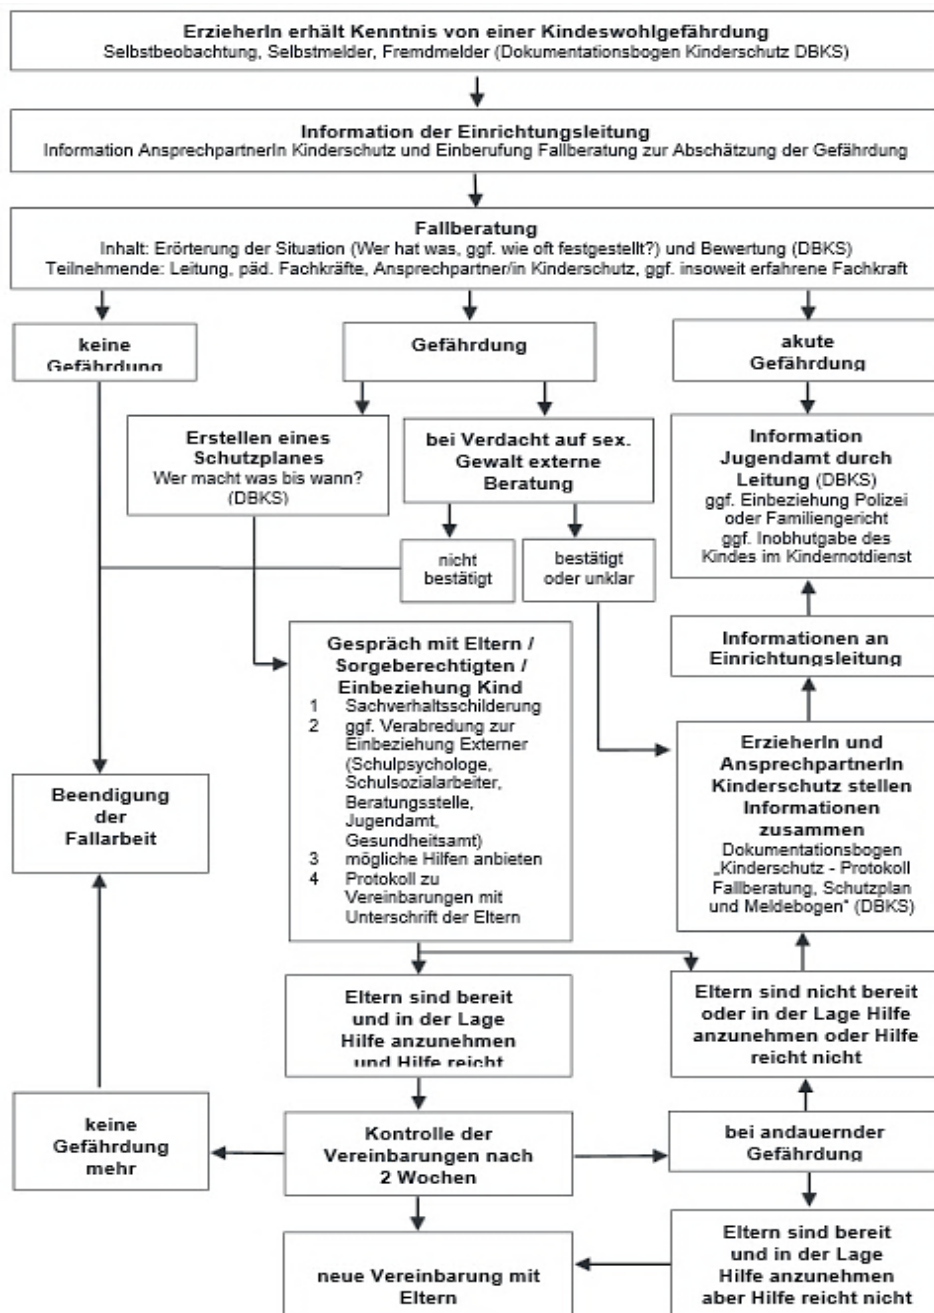 ErzieherIn erhält Kenntnis von einer Kindeswohlgefährdung
Selbstbeobachtung, Selbstmelder, Fremdmelder (Dokumentationsbogen Kinderschutz DBKS)
Information der Einrichtungsleitung
Information AnsprechpartnerIn Kinderschutz und Einberufung Fallberatung zur Abschätzung der Gefährdung
Fallberatung
Inhalt: Erörterung der Situation (Wer hat was, ggf. wie oft festgestellt?) und Bewertung (DBKS)
Teilnehmende: Leitung, päd. Fachkräfte, Ansprechpartner/in Kinderschutz, ggf. insoweit erfahrene Fachkraft
keine
Gefährdung
Gefährdung
akute
Gefährdung
Erstellen eines
Schutzplanes
Wer macht was bis wann?
(DBKS)
bei Verdacht auf sex.
Gewalt externe
Beratung
Information
Jugendamt durch
Leitung (DBKS)
ggf. Einbeziehung Polizei
oder Familiengericht
ggf. Inobhutgabe des
Kindes im Kindernotdienst
nicht
bestätigt
bestätigt
oder unklar
Informationen an
Einrichtungsleitung
Gespräch mit Eltern /
Sorgeberechtigten /
Einbeziehung Kind
1 Sachverhaltsschilderung
2 ggf. Verabredung zur
Einbeziehung Externer
(Schulpsychologe,
Schulsozialarbeiter,
Beratungsstelle,
Jugendamt,
Gesundheitsamt)
3 mögliche Hilfen anbieten
4 Protokoll zu
Vereinbarungen mit
Unterschrift der Eltern
ErzieherIn und
AnsprechpartnerIn
Kinderschutz stellen
Informationen
zusammen
Dokumentationsbogen
„Kinderschutz - Protokoll
Fallberatung, Schutzplan
und Meldebogen“ (DBKS)
Beendigung
der
Fallarbeit
Eltern sind bereit
und in der Lage
Hilfe anzunehmen
und Hilfe reicht
Eltern sind nicht bereit
oder in der Lage Hilfe
anzunehmen oder Hilfe
reicht nicht
keine
Gefährdung
mehr
Kontrolle der
Vereinbarungen nach
2 Wochen
bei andauernder
Gefährdung
neue Vereinbarung mit
Eltern
Eltern sind bereit
und in der Lage
Hilfe anzunehmen
aber Hilfe reicht nicht